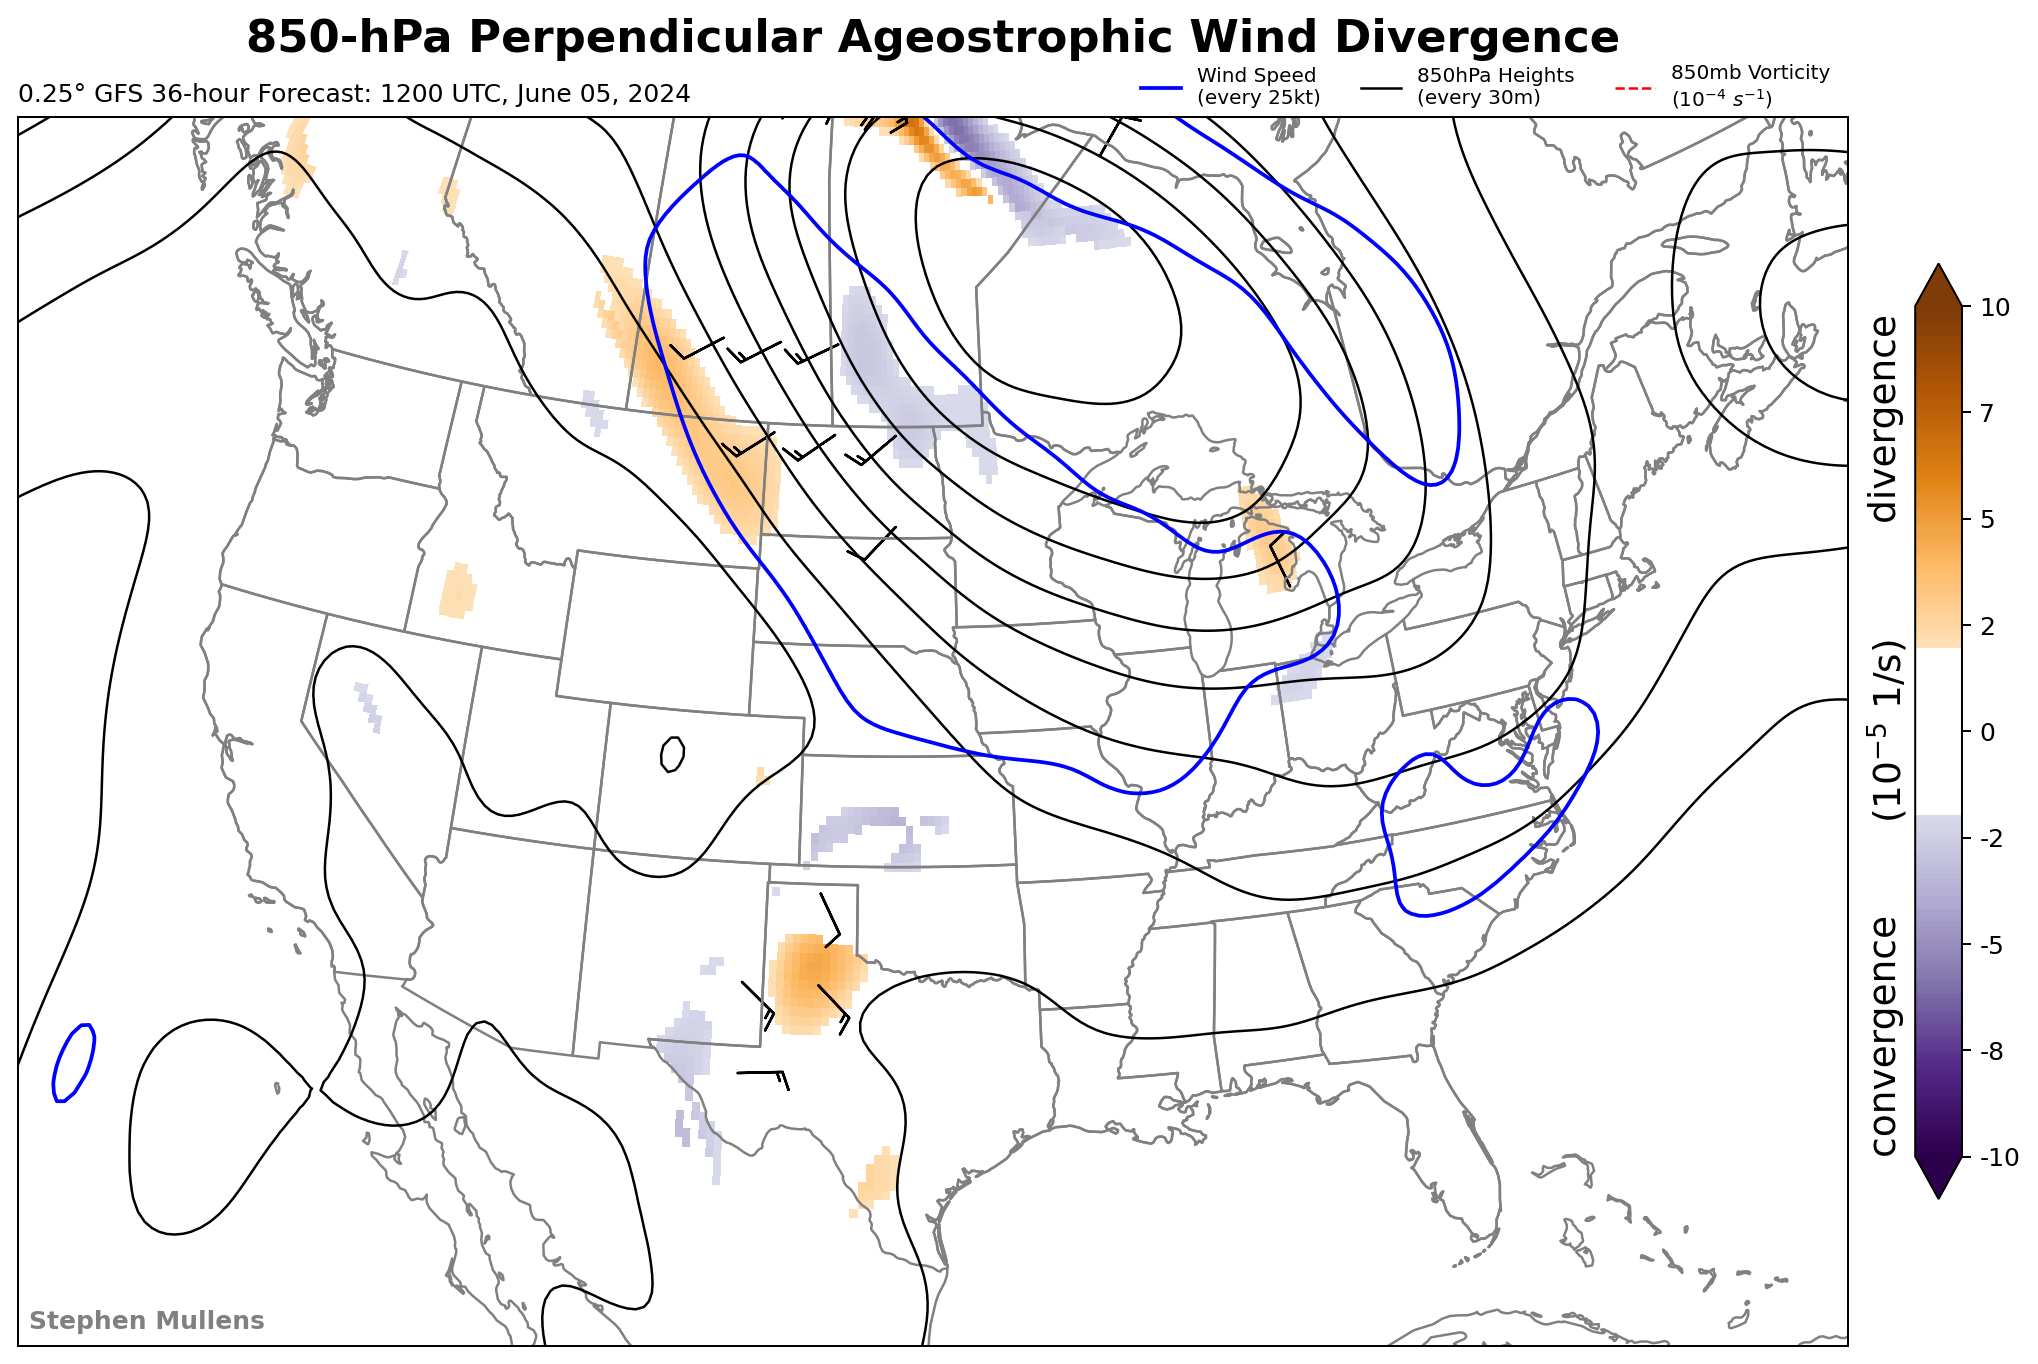 850-hPa Perpendicular Ageostrophic Wind Divergence
0.25° GFS 36-hour Forecast: 1200 UTC, June 05, 2024
Wind Speed
(every 25kt)
850hPa Heights
(every 30m)
850mb Vorticity
(10⁻⁴ s⁻¹)
10
7
5
2
0
-2
-5
-8
-10
convergence (10⁻⁵ 1/s) divergence
Stephen Mullens